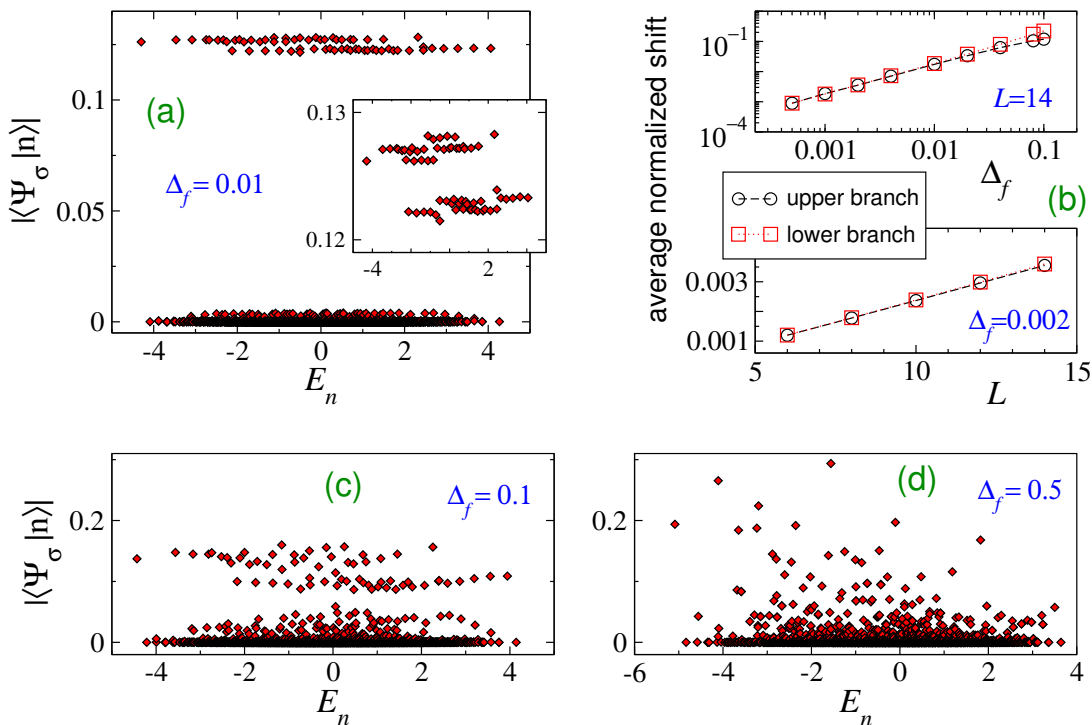 |⟨Ψσ|n⟩|
0.1
0.05
0
(a)
Δf = 0.01
0.13
0.12
-4 2
-4 -2 0 2 4
En
average normalized shift
10^-1
10^-4
L=14
0.001 0.01 0.1
Δf
(b)
upper branch
lower branch
0.003
0.001
Δf=0.002
5 10 15
L
|⟨Ψσ|n⟩|
0.2
0
(c)
Δf = 0.1
-4 -2 0 2 4
En
0.2
0
(d)
Δf = 0.5
-6 -4 -2 0 2 4
En